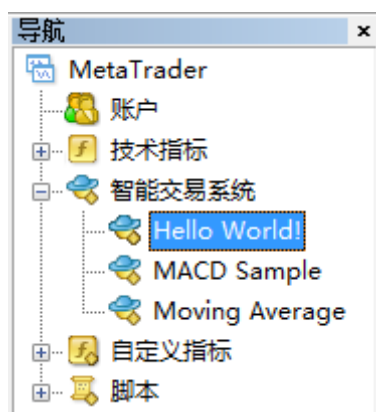 导航
MetaTrader
账户
技术指标
智能交易系统
Hello World!
MACD Sample
Moving Average
自定义指标
脚本